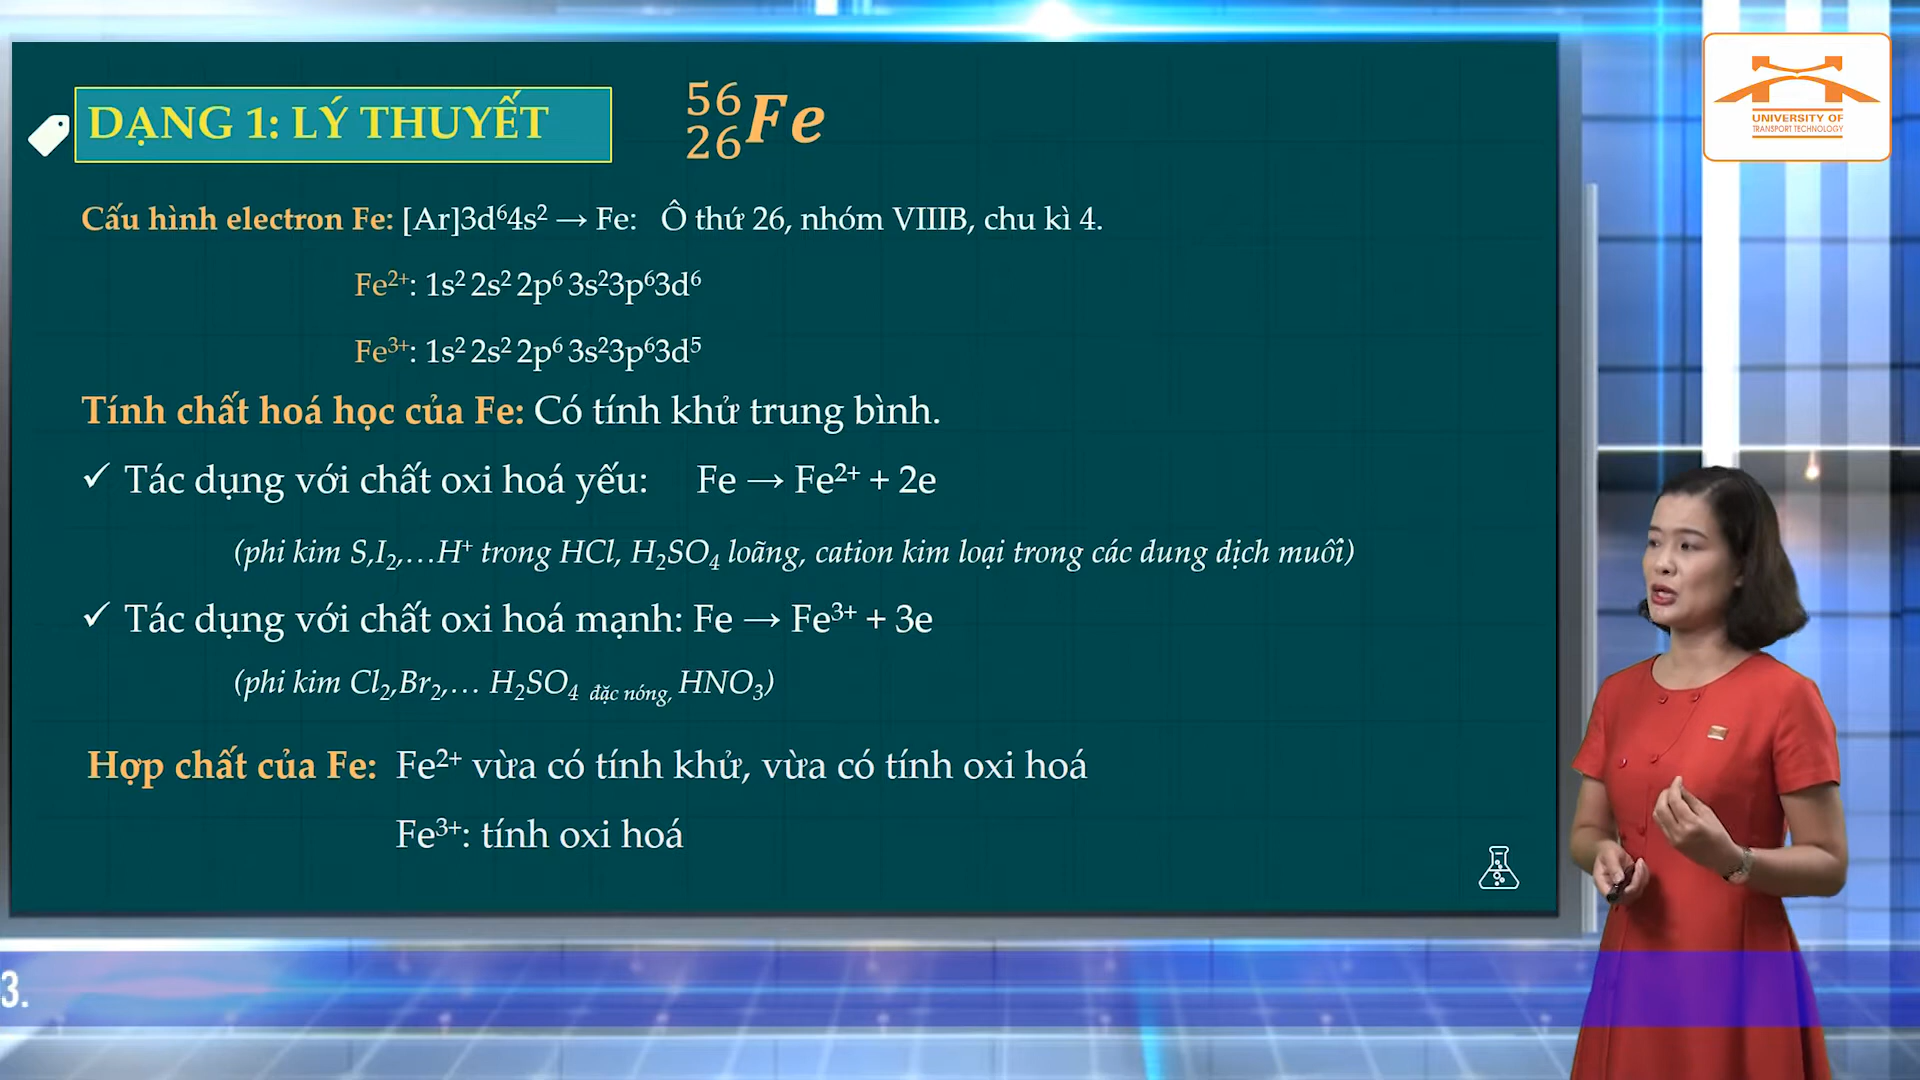 DẠNG 1: LÝ THUYẾT
⁵⁶₂₆Fe
UNIVERSITY OF
TRANSPORT TECHNOLOGY
Cấu hình electron Fe: [Ar]3d⁶4s² → Fe: Ô thứ 26, nhóm VIIIB, chu kì 4.
Fe²⁺: 1s² 2s² 2p⁶ 3s²3p⁶3d⁶
Fe³⁺: 1s² 2s² 2p⁶ 3s²3p⁶3d⁵
Tính chất hoá học của Fe: Có tính khử trung bình.
✓ Tác dụng với chất oxi hoá yếu: Fe → Fe²⁺ + 2e
(phi kim S,I₂,…H⁺ trong HCl, H₂SO₄ loãng, cation kim loại trong các dung dịch muối)
✓ Tác dụng với chất oxi hoá mạnh: Fe → Fe³⁺ + 3e
(phi kim Cl₂,Br₂,… H₂SO₄ đặc nóng, HNO₃)
Hợp chất của Fe: Fe²⁺ vừa có tính khử, vừa có tính oxi hoá
Fe³⁺: tính oxi hoá
3.